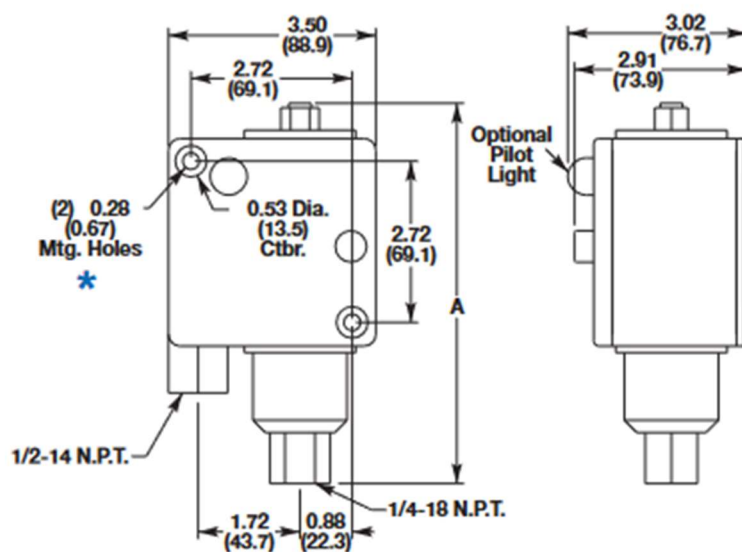 3.50
(88.9)
2.72
(69.1)
3.02
(76.7)
2.91
(73.9)
Optional
Pilot
Light
(2) 0.28
(0.67)
Mtg. Holes
*
0.53 Dia.
(13.5)
Ctbr.
2.72
(69.1)
A
1/2-14 N.P.T.
1/4-18 N.P.T.
1.72
(43.7)
0.88
(22.3)